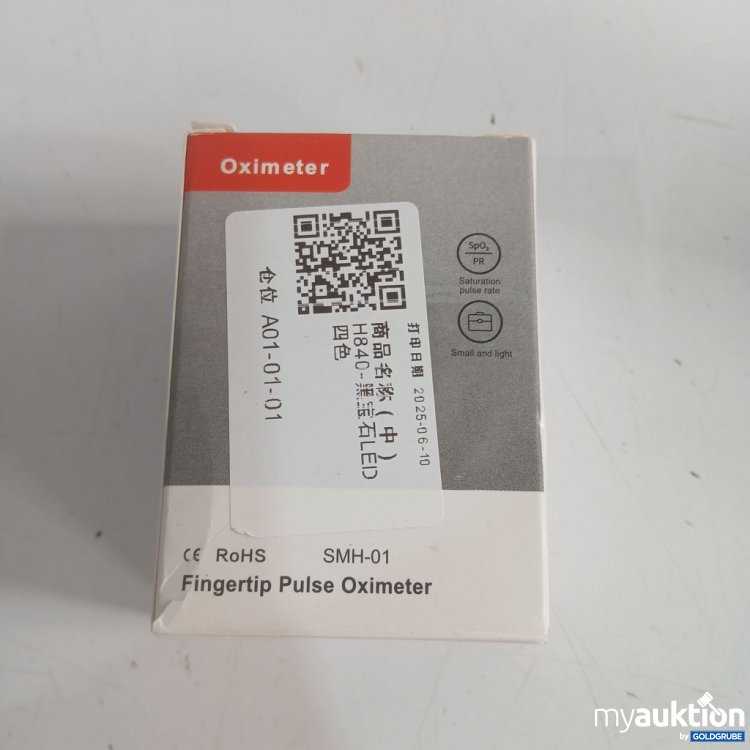 Oximeter
SpO₂
PR
Saturation
pulse rate
Small and light
打印日期 2025-06-10
商品名称(中)
H840-黑宝石LED
四色
仓位 A01-01-01
CE RoHS SMH-01
Fingertip Pulse Oximeter
myauktion
by GOLDGRUBE